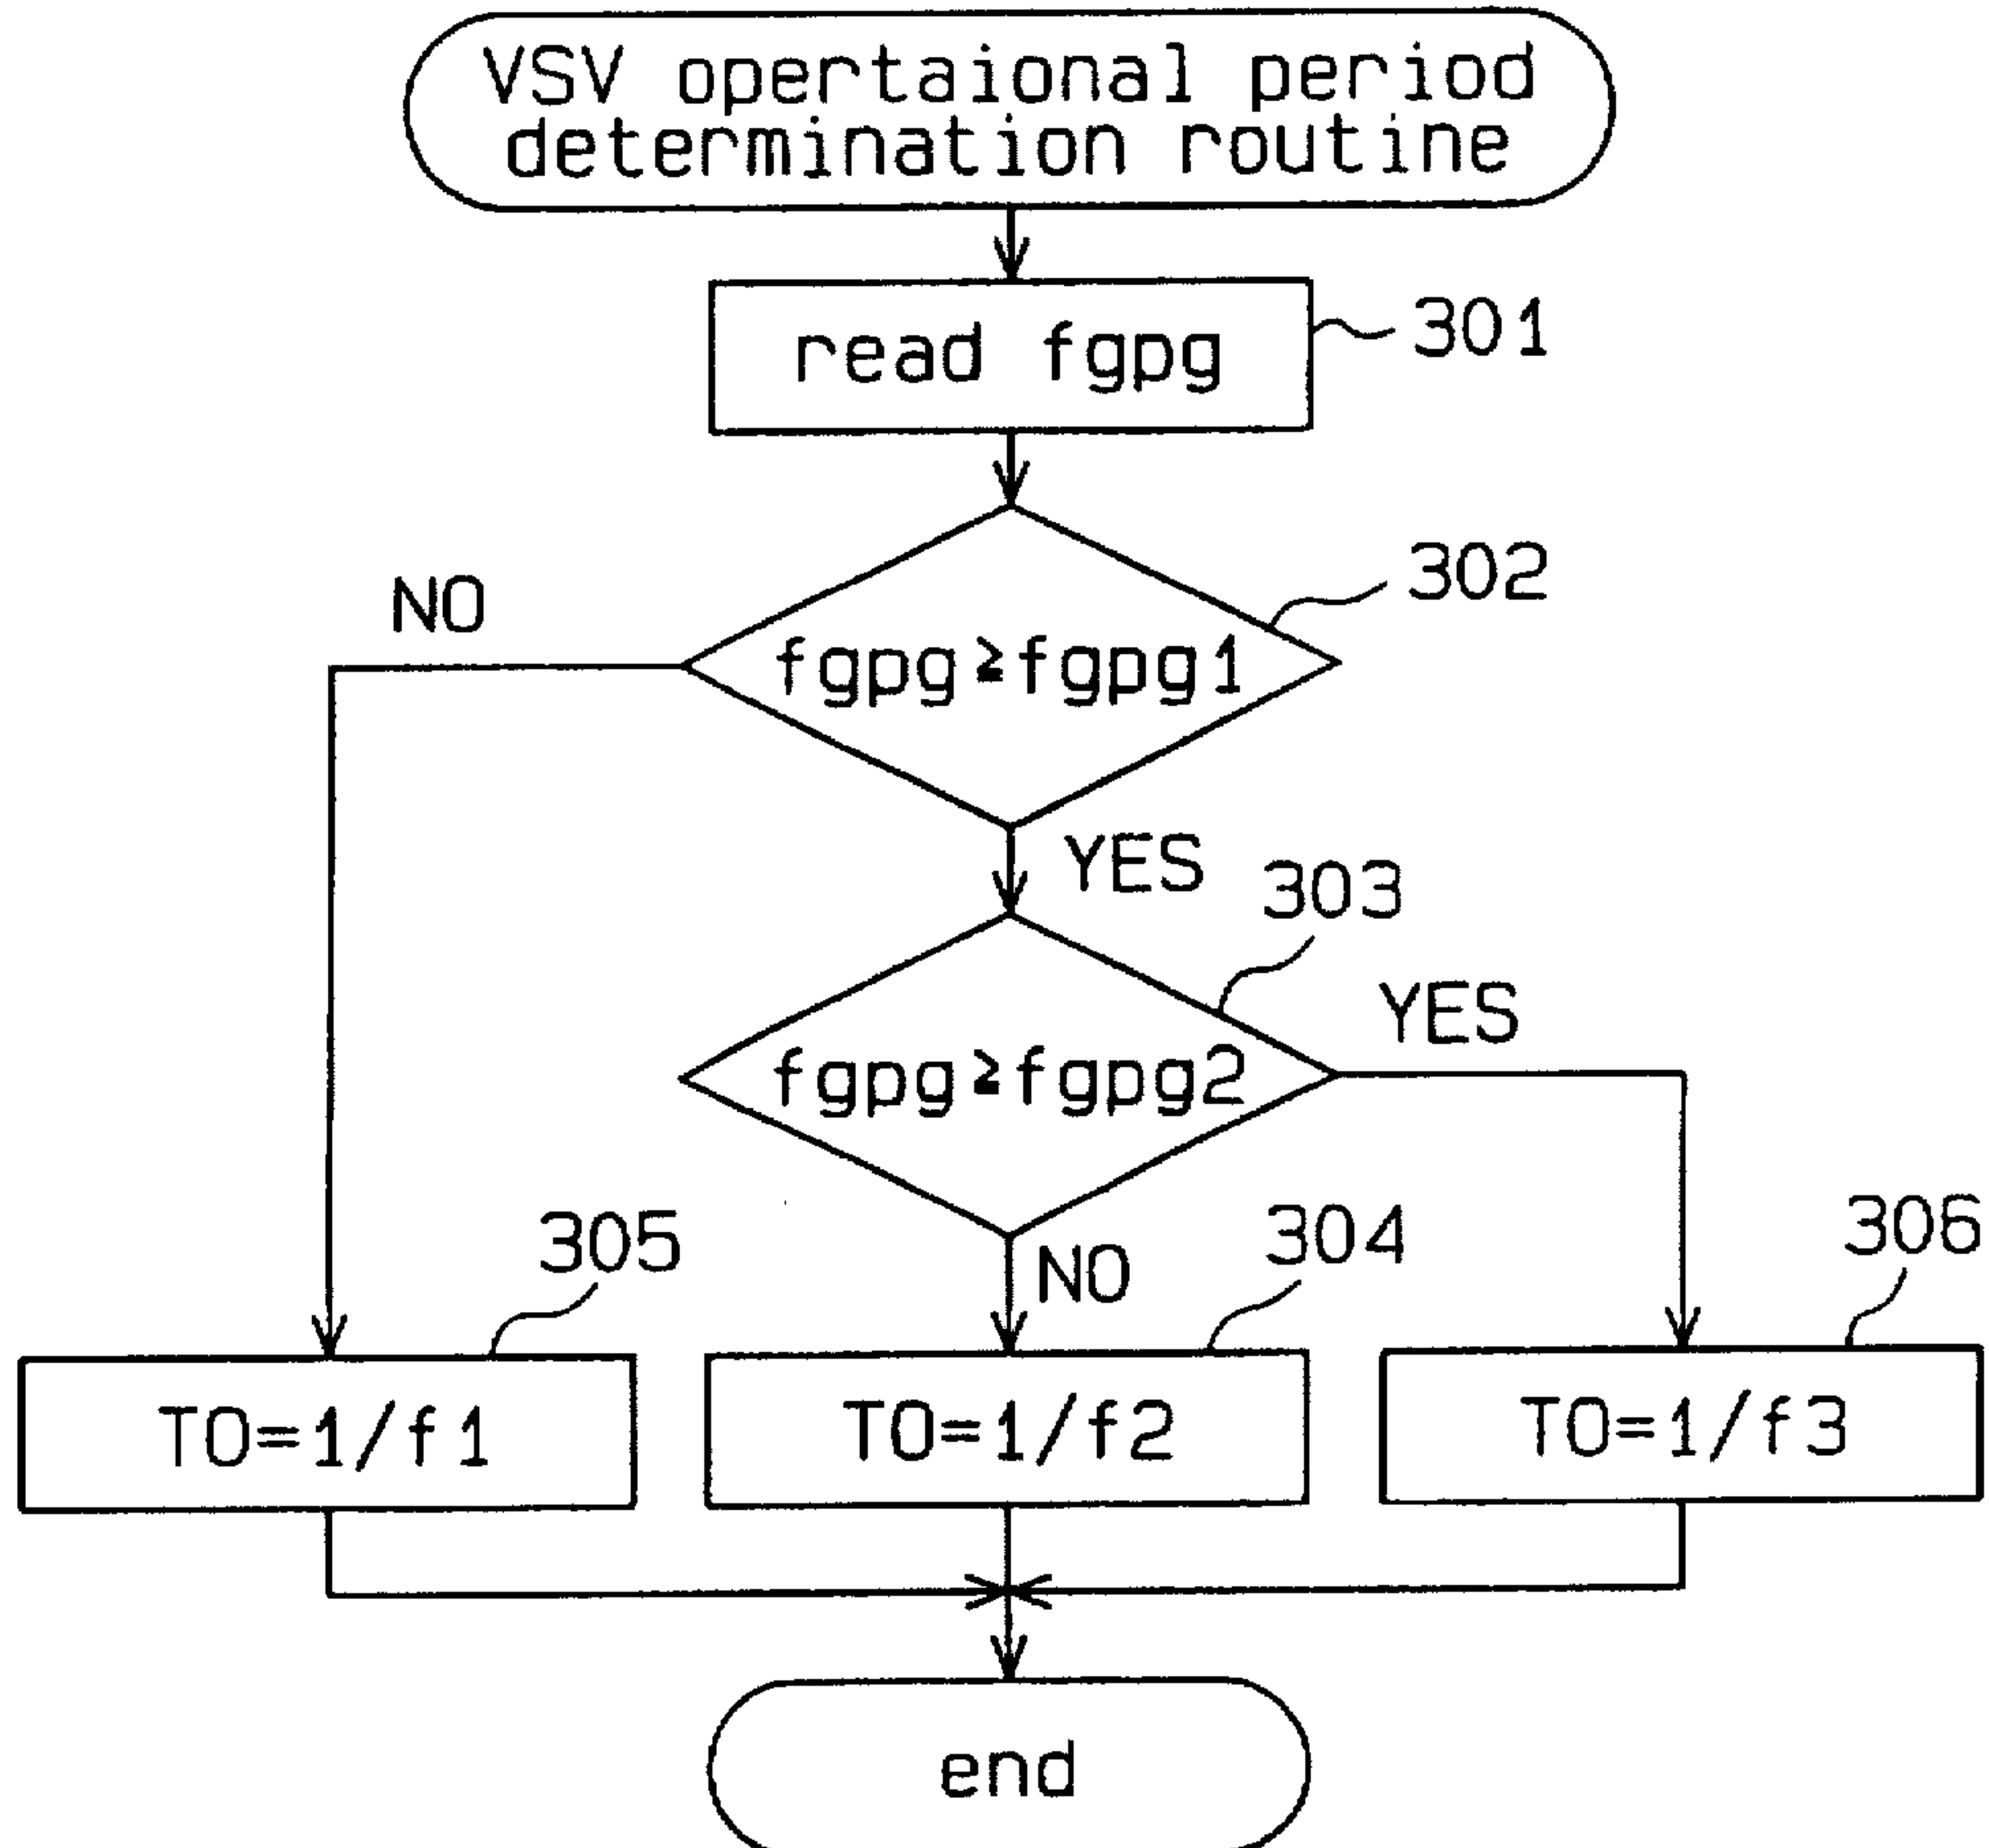 VSV opertaional period
determination routine
read fgpg
301
302
NO
fgpg≧fgpg1
YES
303
YES
fgpg≧fgpg2
305
NO
304
306
TO=1/f1
TO=1/f2
TO=1/f3
end